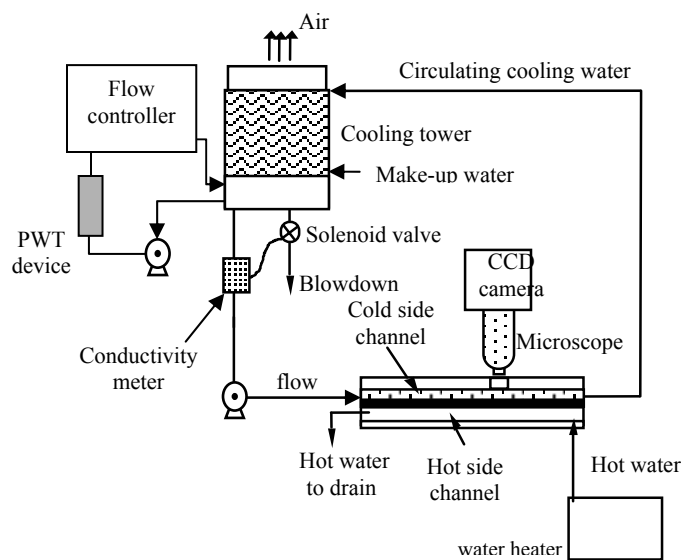 Air
Flow
controller
Circulating cooling water
Cooling tower
Make-up water
PWT
device
Solenoid valve
CCD
camera
Blowdown
Cold side
channel
Microscope
Conductivity
meter
flow
Hot water
to drain
Hot side
channel
Hot water
water heater